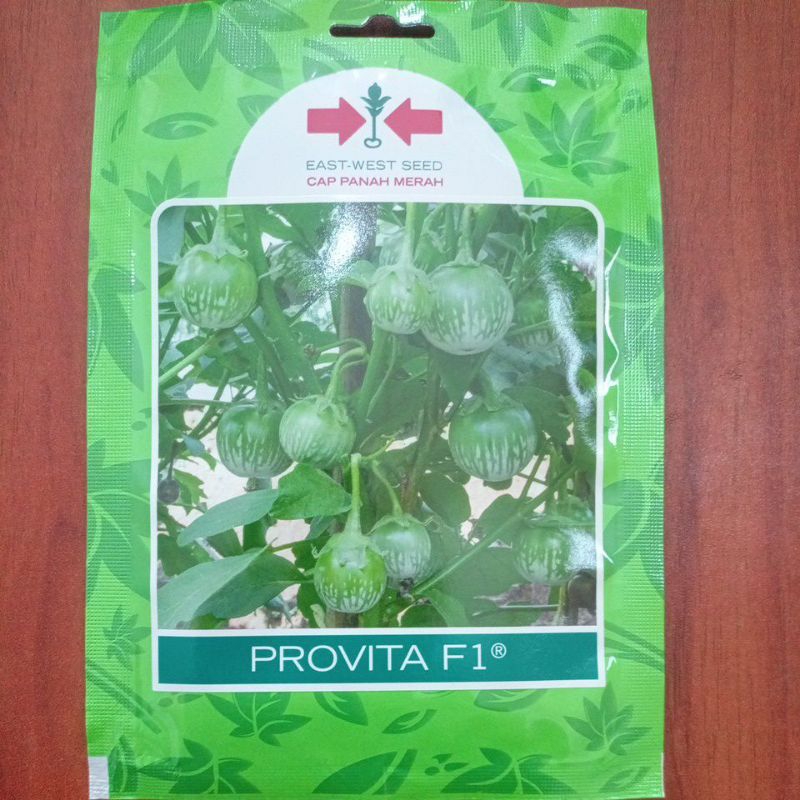 EAST-WEST SEED
CAP PANAH MERAH
PROVITA F1®